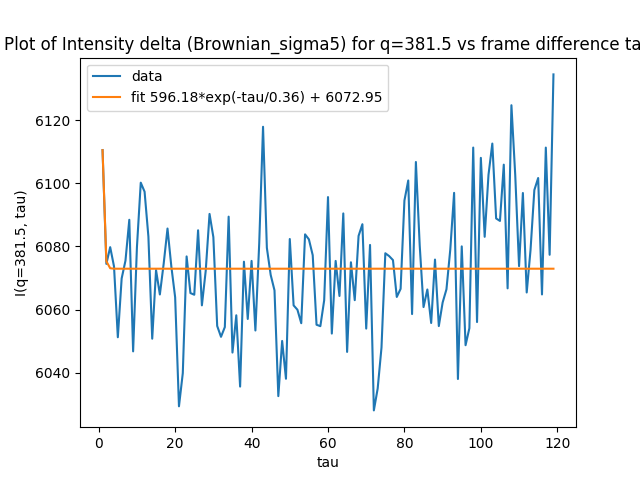 Plot of Intensity delta (Brownian_sigma5) for q=381.5 vs frame difference ta
data
fit 596.18*exp(-tau/0.36) + 6072.95
I(q=381.5, tau)
6120
6100
6080
6060
6040
0 20 40 60 80 100 120
tau